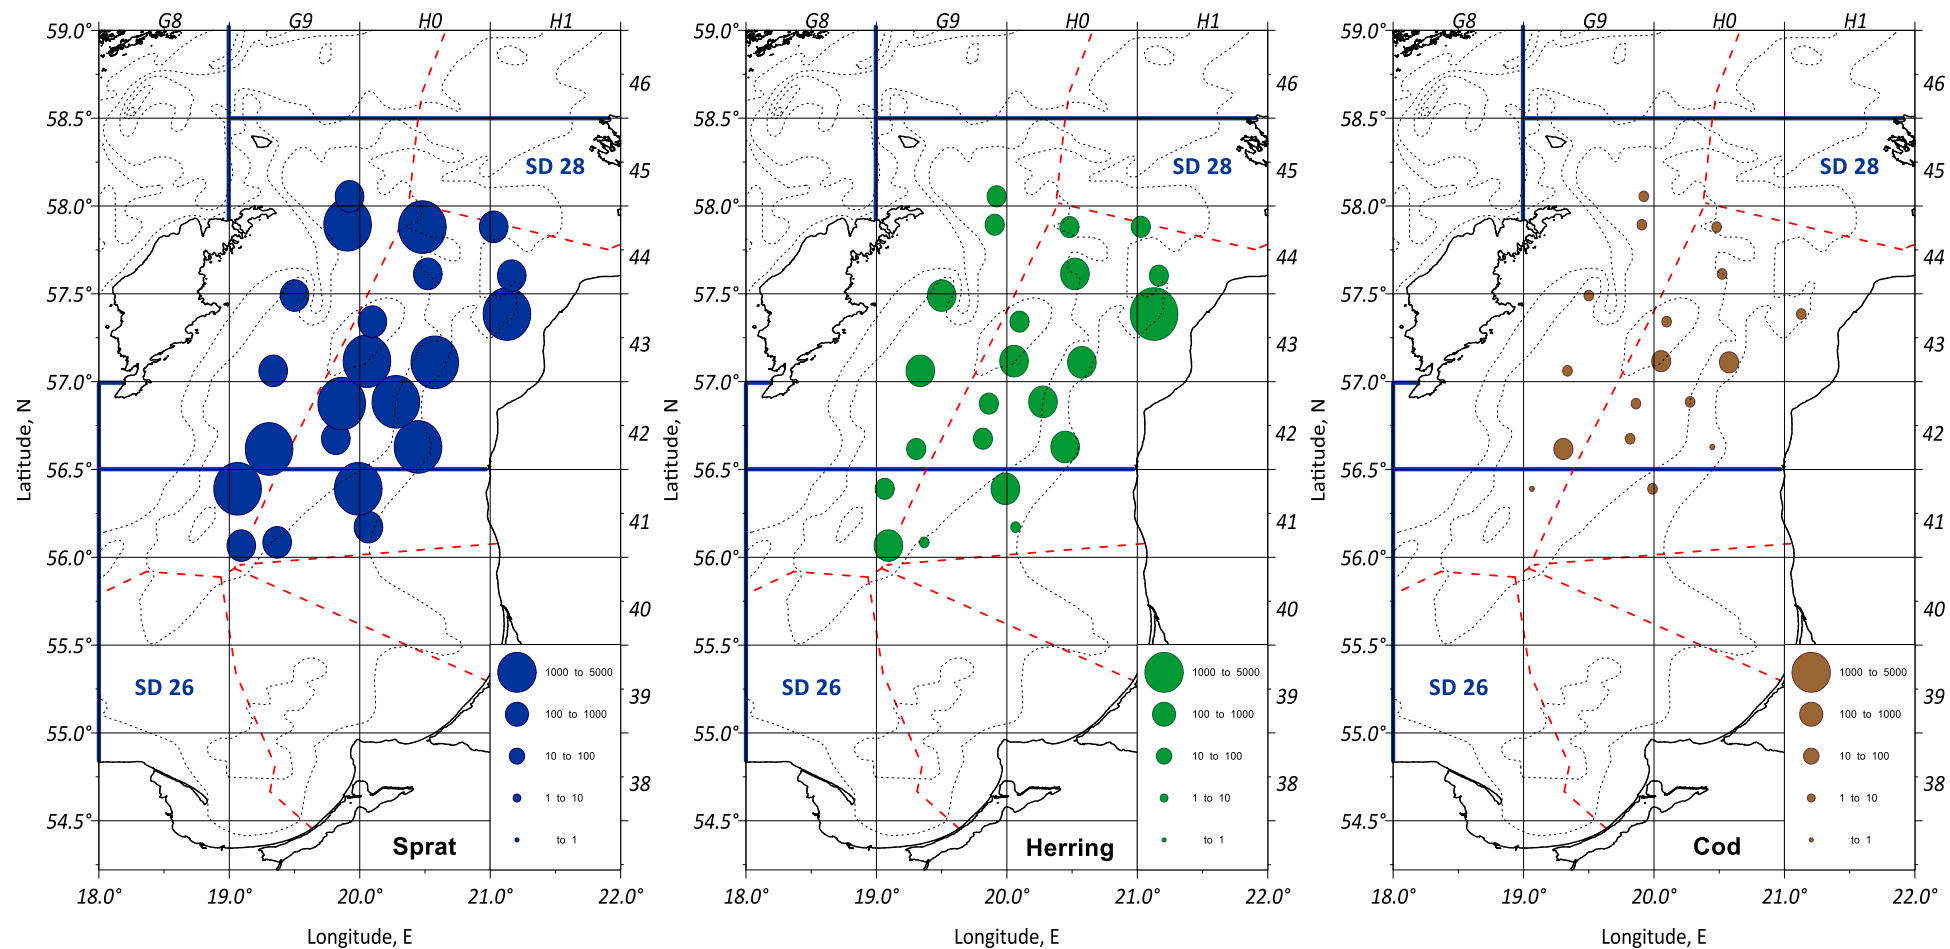 G8 G9 H0 H1
59.0°
46
58.5°
SD 28
45
58.0°
44
57.5°
43
57.0°
42
56.5°
41
56.0°
40
55.5°
1000 to 5000
SD 26
39
100 to 1000
55.0°
10 to 100
38
1 to 10
54.5°
Sprat
to 1
18.0° 19.0° 20.0° 21.0° 22.0°
Latitude, N
Longitude, E
G8 G9 H0 H1
59.0°
46
58.5°
SD 28
45
58.0°
44
57.5°
43
57.0°
42
56.5°
41
56.0°
40
55.5°
1000 to 5000
SD 26
39
100 to 1000
55.0°
10 to 100
38
1 to 10
54.5°
Herring
to 1
18.0° 19.0° 20.0° 21.0° 22.0°
Latitude, N
Longitude, E
G8 G9 H0 H1
59.0°
46
58.5°
SD 28
45
58.0°
44
57.5°
43
57.0°
42
56.5°
41
56.0°
40
55.5°
1000 to 5000
SD 26
39
100 to 1000
55.0°
10 to 100
38
1 to 10
54.5°
Cod
to 1
18.0° 19.0° 20.0° 21.0° 22.0°
Latitude, N
Longitude, E